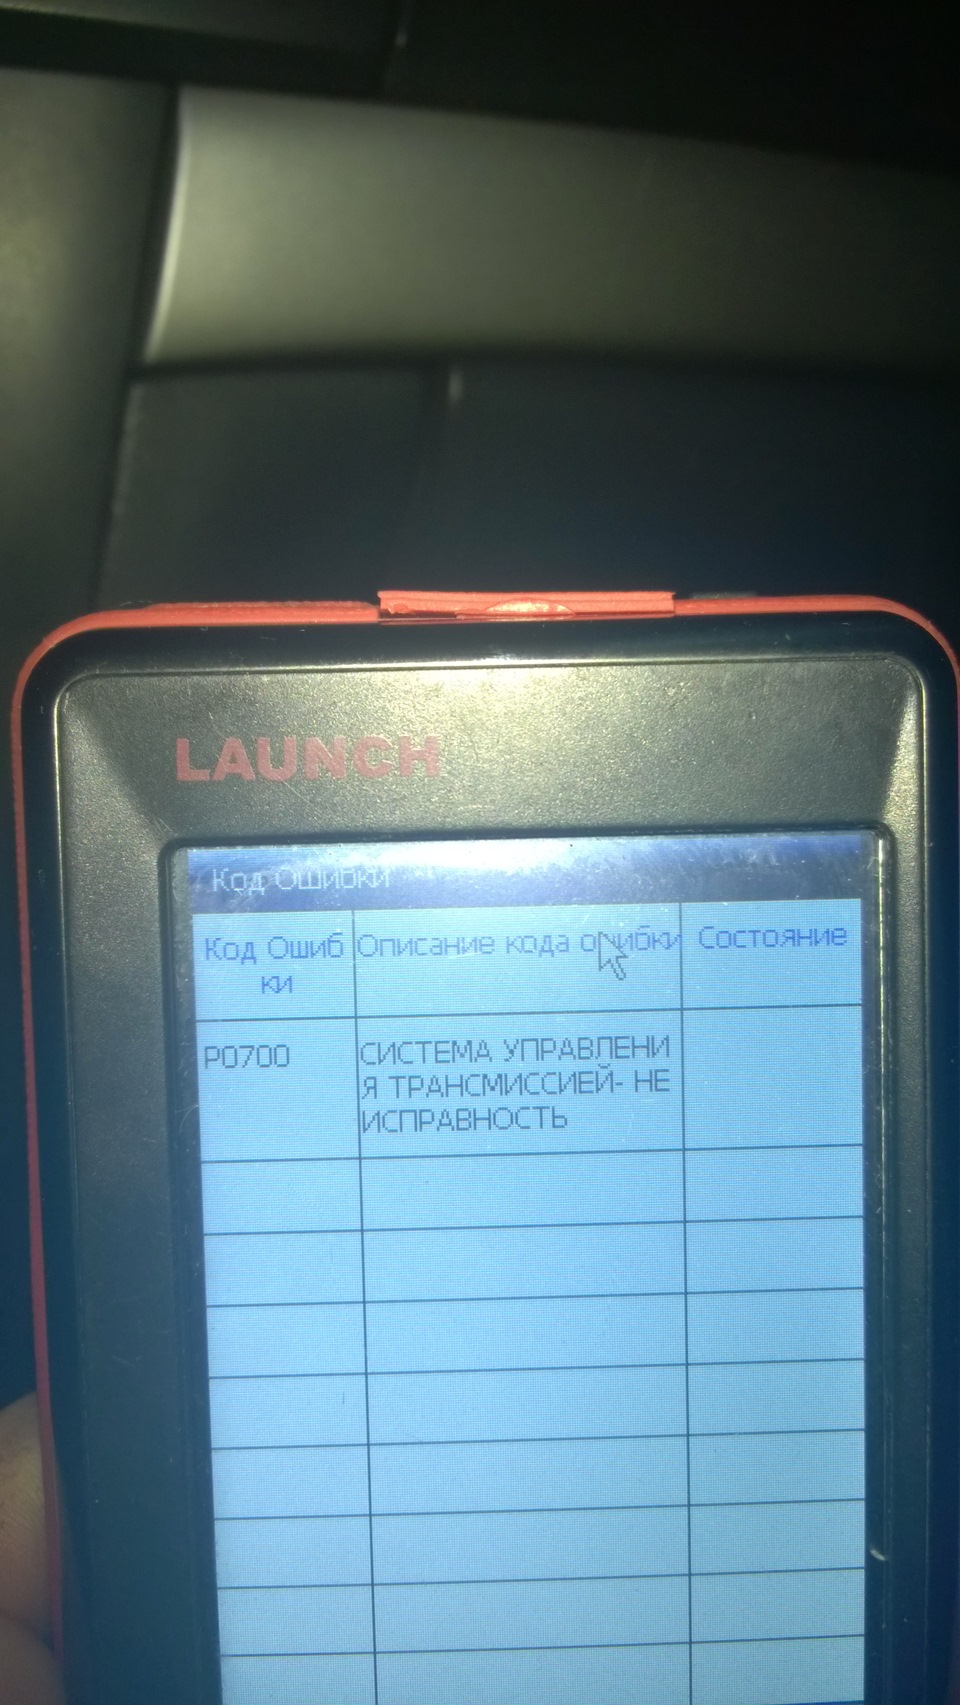 LAUNCH
Код Ошибки
Код Ошиб
ки
Описание кода ошибки
Состояние
P0700
СИСТЕМА УПРАВЛЕНИ
Я ТРАНСМИССИЕЙ- НЕ
ИСПРАВНОСТЬ